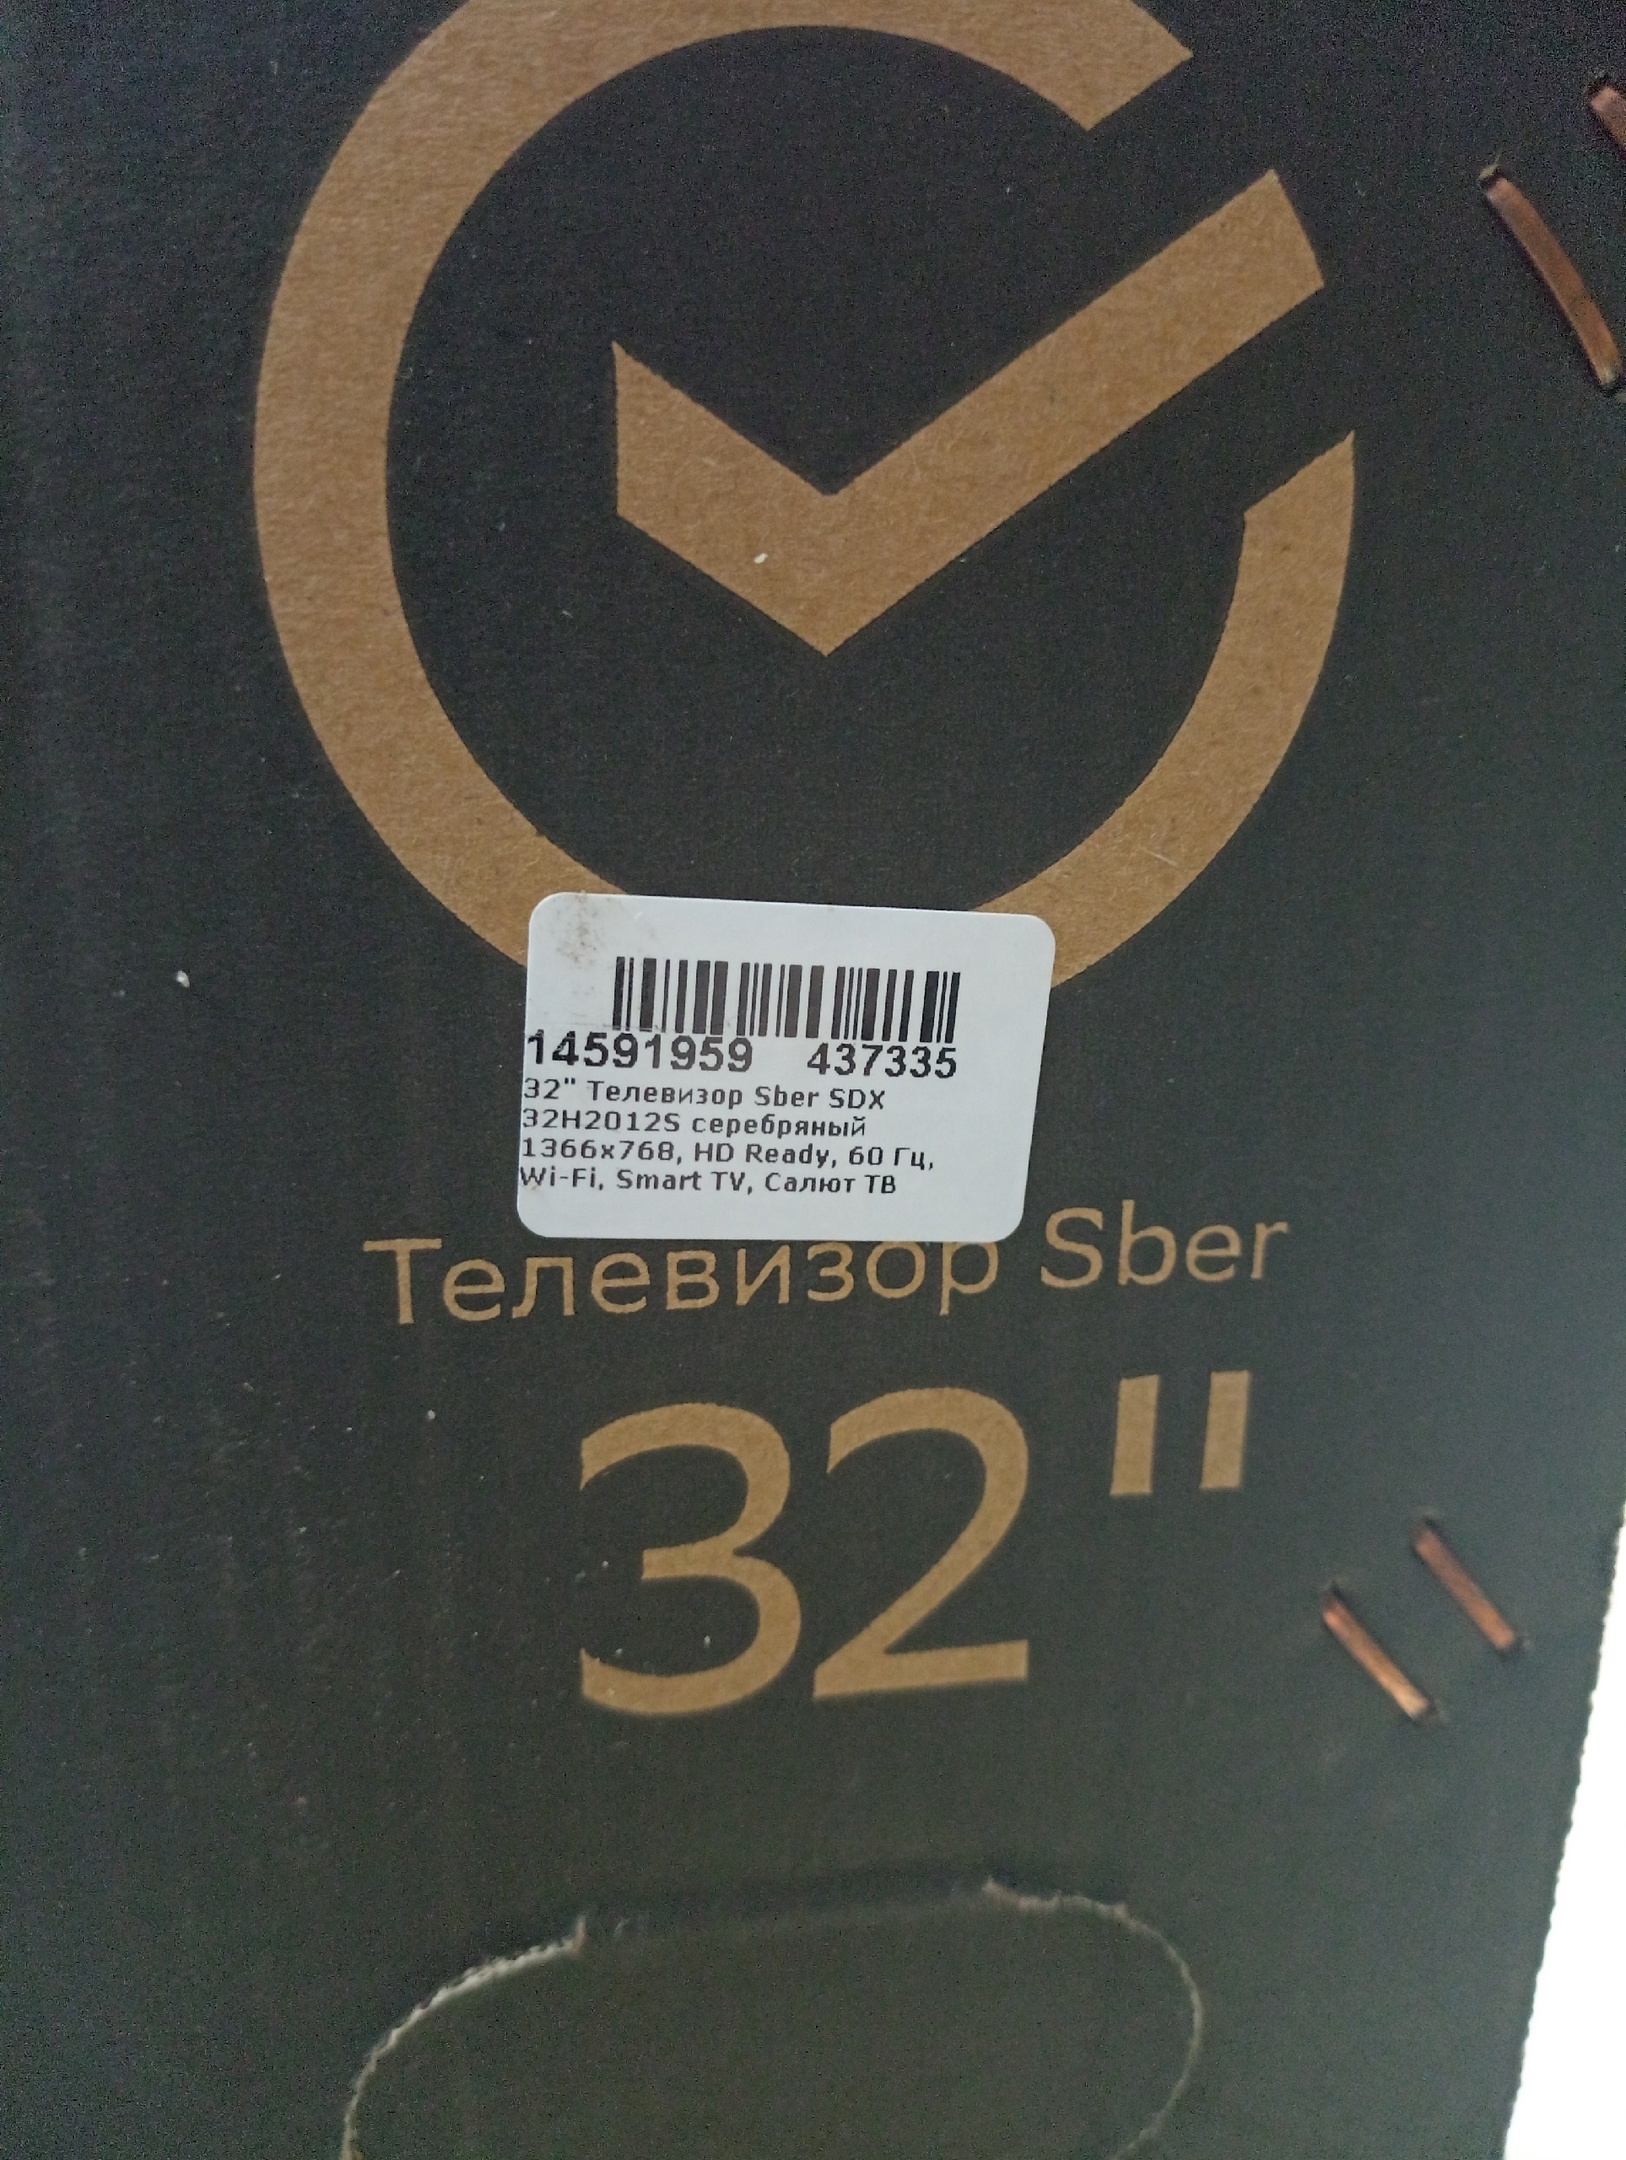 14591959 437335
32" Телевизор Sber SDX
32H2012S серебряный
1366x768, HD Ready, 60 Гц,
Wi-Fi, Smart TV, Салют ТВ
Телевизор Sber
32"